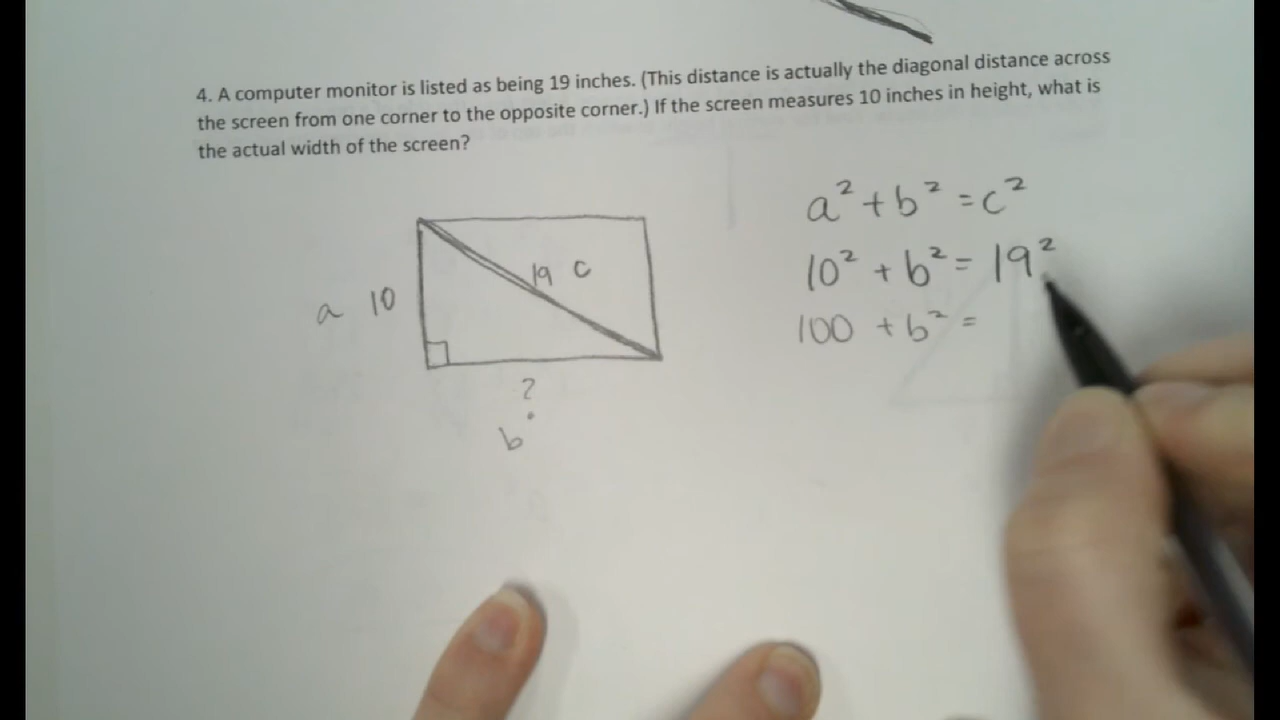 4. A computer monitor is listed as being 19 inches. (This distance is actually the diagonal distance across
the screen from one corner to the opposite corner.) If the screen measures 10 inches in height, what is
the actual width of the screen?
a² + b² = c²
10² + b² = 19²
100 + b² =
19 c
a 10
?
b